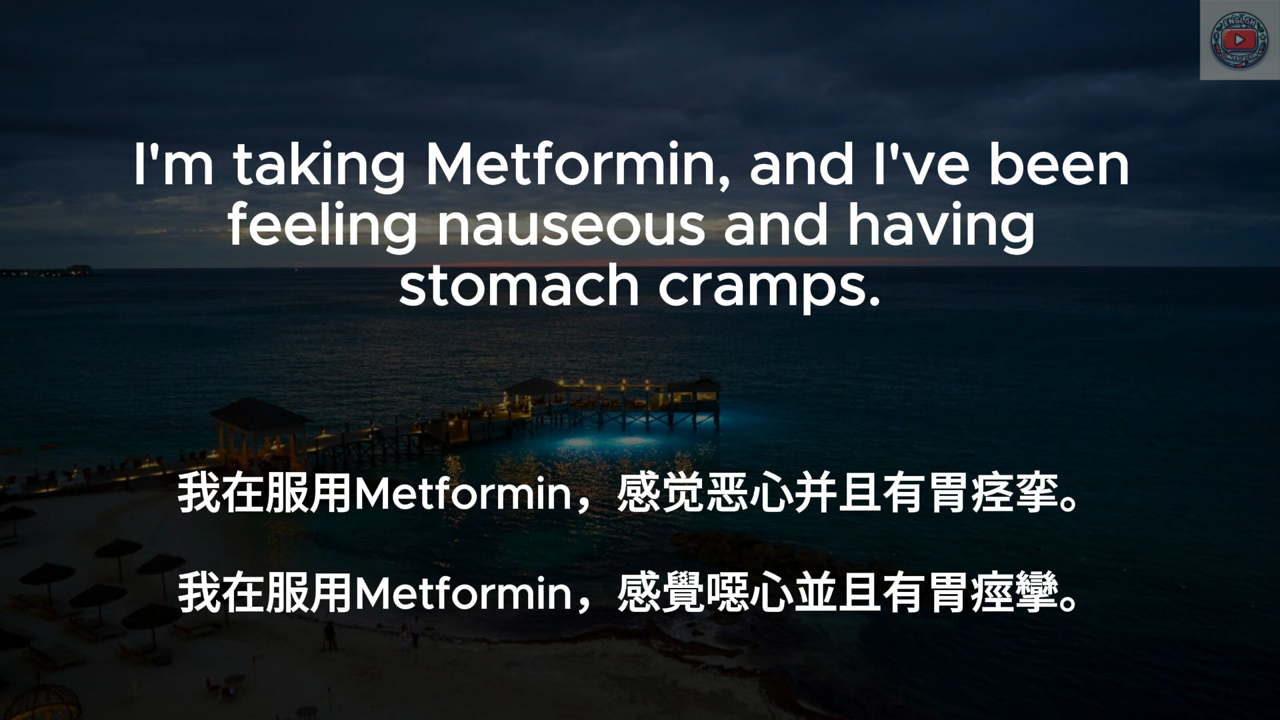 I'm taking Metformin, and I've been
feeling nauseous and having
stomach cramps.
我在服用Metformin，感觉恶心并且有胃痉挛。
我在服用Metformin，感覺噁心並且有胃痙攣。
ENGLISH
CONVERSATION